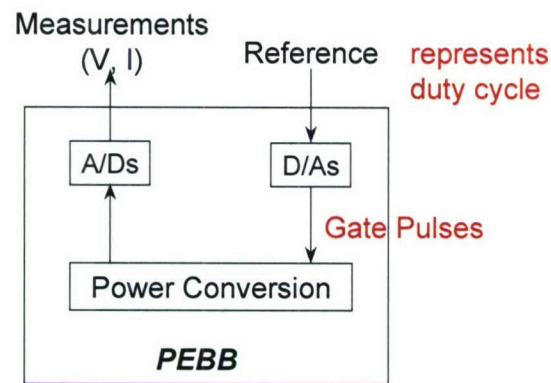 Measurements
(V, I)
Reference
represents
duty cycle
A/Ds
D/As
Gate Pulses
Power Conversion
PEBB